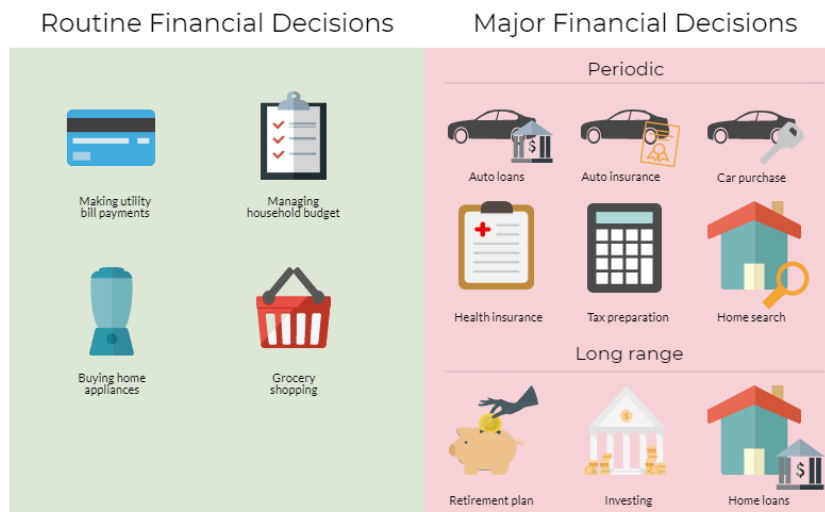 Routine Financial Decisions
Major Financial Decisions
Making utility
bill payments
Managing
household budget
Buying home
appliances
Grocery
shopping
Periodic
$
Auto loans
Auto insurance
Car purchase
Health insurance
Tax preparation
Home search
Long range
$
$
Retirement plan
Investing
Home loans